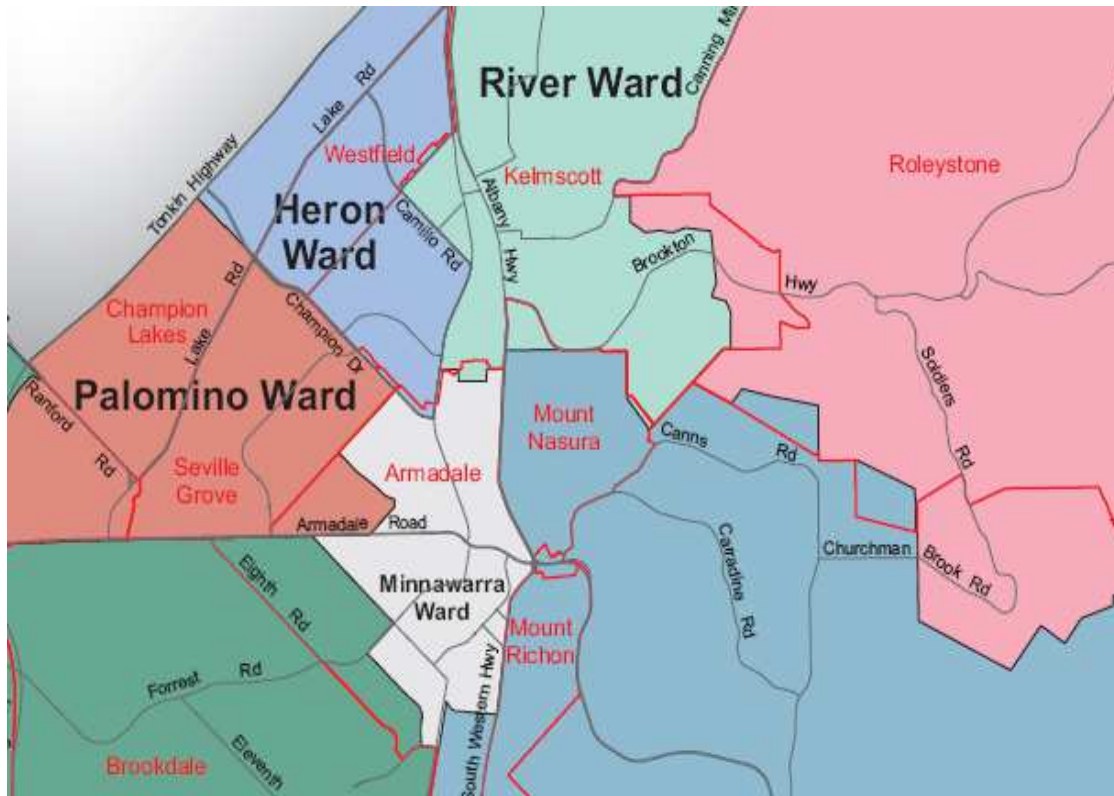 River Ward
Canning
Lake Rd
Westfield
Kelmscott
Roleystone
Tonkin Highway
Albany
Heron
Ward
Camillo Rd
Hwy
Brookton
Hwy
Champion
Lakes
Lake Rd
Champion Dr
Palomino Ward
Ranford
Rd
Mount
Nasura
Soldiers
Rd
Canns
Rd
Seville
Grove
Armadale
Armadale Road
Carradine
Rd
Churchman
Brook Rd
Eighth
Rd
Minnawarra
Ward
Mount
Richon
Forrest Rd
South Western Hwy
Eleventh
Brookdale